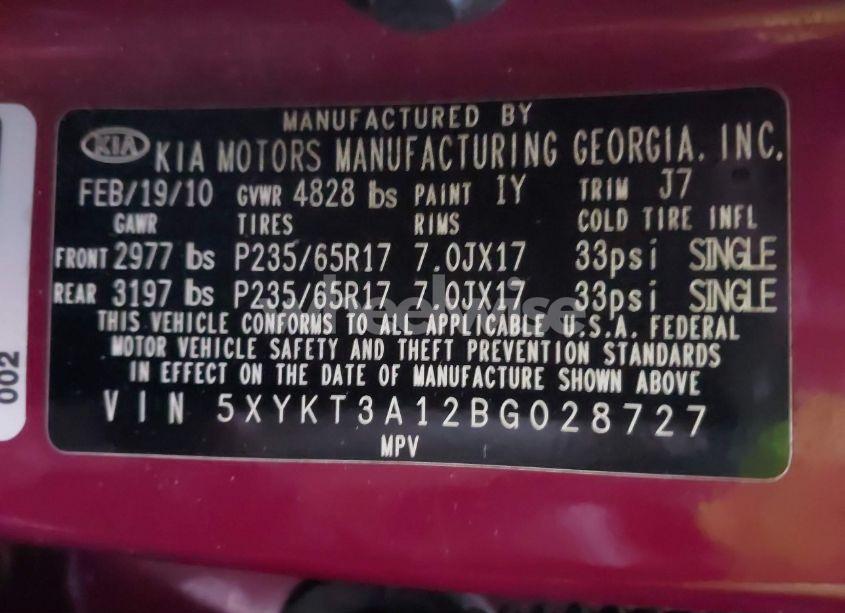 MANUFACTURED BY
KIA KIA MOTORS MANUFACTURING GEORGIA. INC.
FEB/19/10 GVWR 4828 lbs PAINT IY TRIM J7
GAWR TIRES RIMS COLD TIRE INFL
FRONT 2977 lbs P235/65R17 7.0JX17 33psi SINGLE
REAR 3197 lbs P235/65R17 7.0JX17 33psi SINGLE
THIS VEHICLE CONFORMS TO ALL APPLICABLE U.S.A. FEDERAL
MOTOR VEHICLE SAFETY AND THEFT PREVENTION STANDARDS
IN EFFECT ON THE DATE OF MANUFACTURE SHOWN ABOVE
VIN 5XYKT3A12BG028727
MPV
002